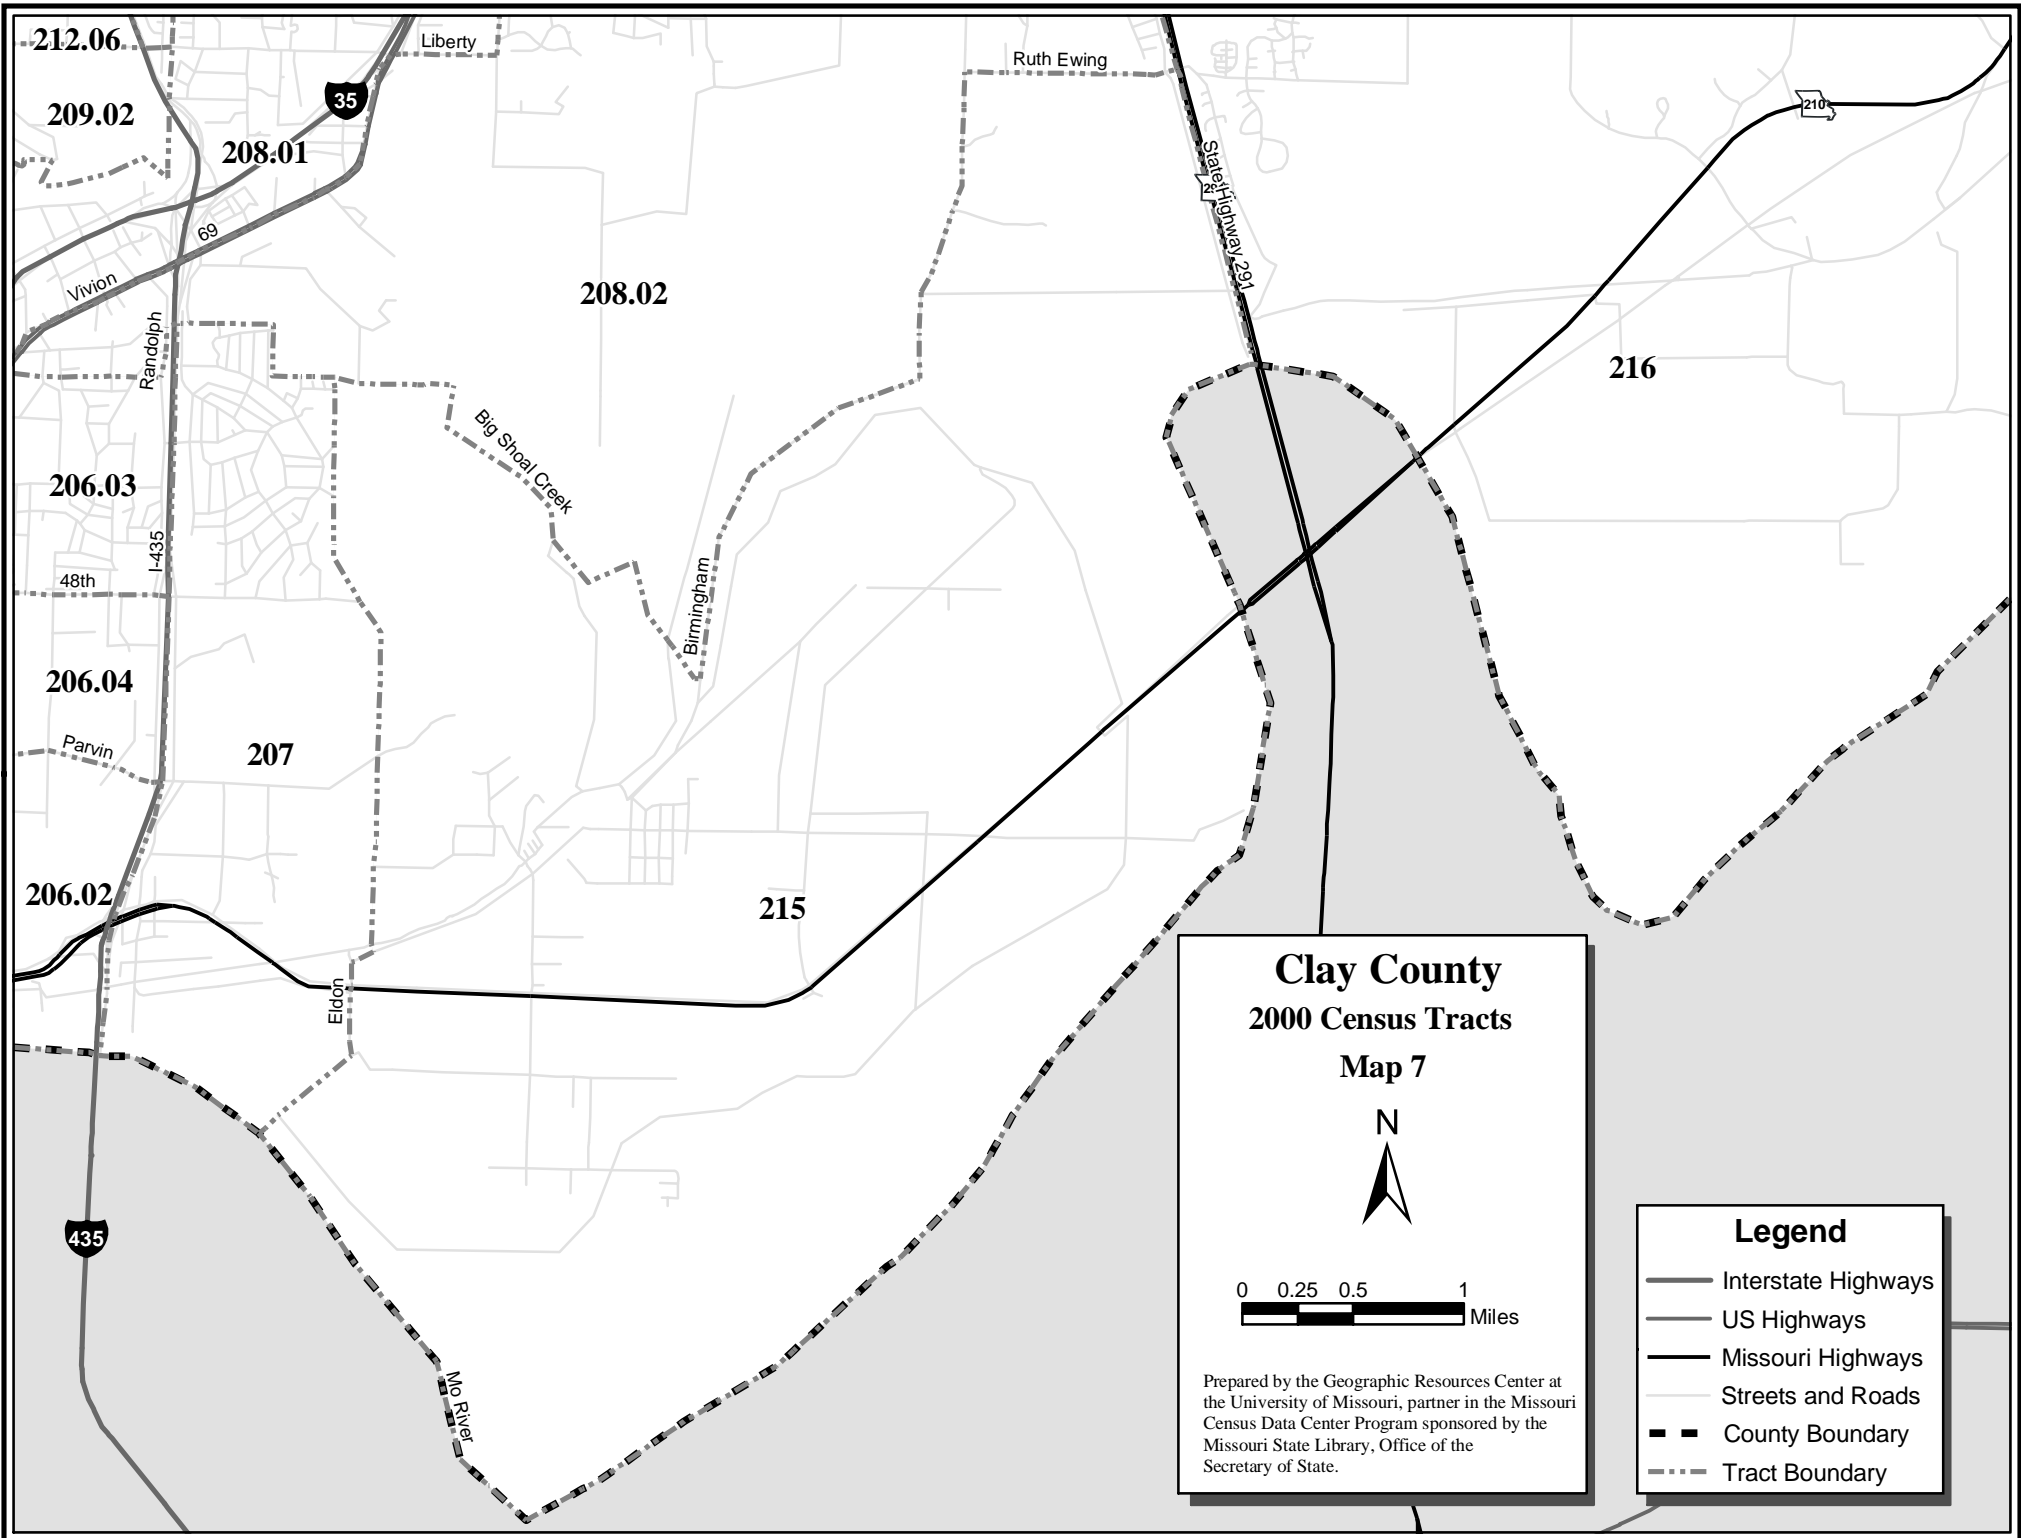 212.06
Liberty
Ruth Ewing
35
210
209.02
208.01
State Highway 291
69
Vivion
208.02
Randolph
216
Big Shoal Creek
206.03
I-435
48th
Birmingham
206.04
Parvin
207
206.02
215
Eldon
435
Mo River
Clay County
2000 Census Tracts
Map 7
N
0 0.25 0.5 1
Miles
Prepared by the Geographic Resources Center at
the University of Missouri, partner in the Missouri
Census Data Center Program sponsored by the
Missouri State Library, Office of the
Secretary of State.
Legend
Interstate Highways
US Highways
Missouri Highways
Streets and Roads
County Boundary
Tract Boundary